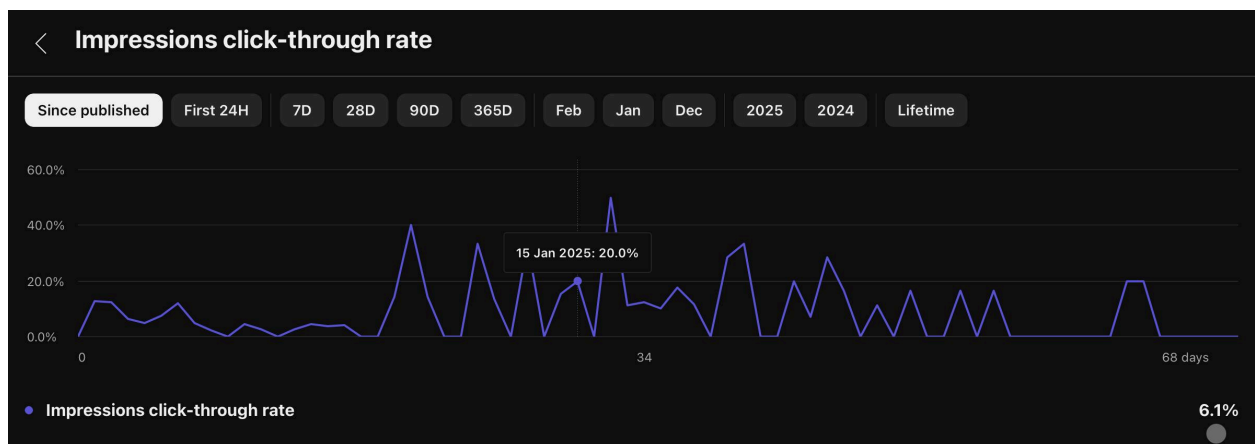 Impressions click-through rate
Since published First 24H 7D 28D 90D 365D Feb Jan Dec 2025 2024 Lifetime
60.0%
40.0%
15 Jan 2025: 20.0%
20.0%
0.0%
0 34 68 days
Impressions click-through rate 6.1%